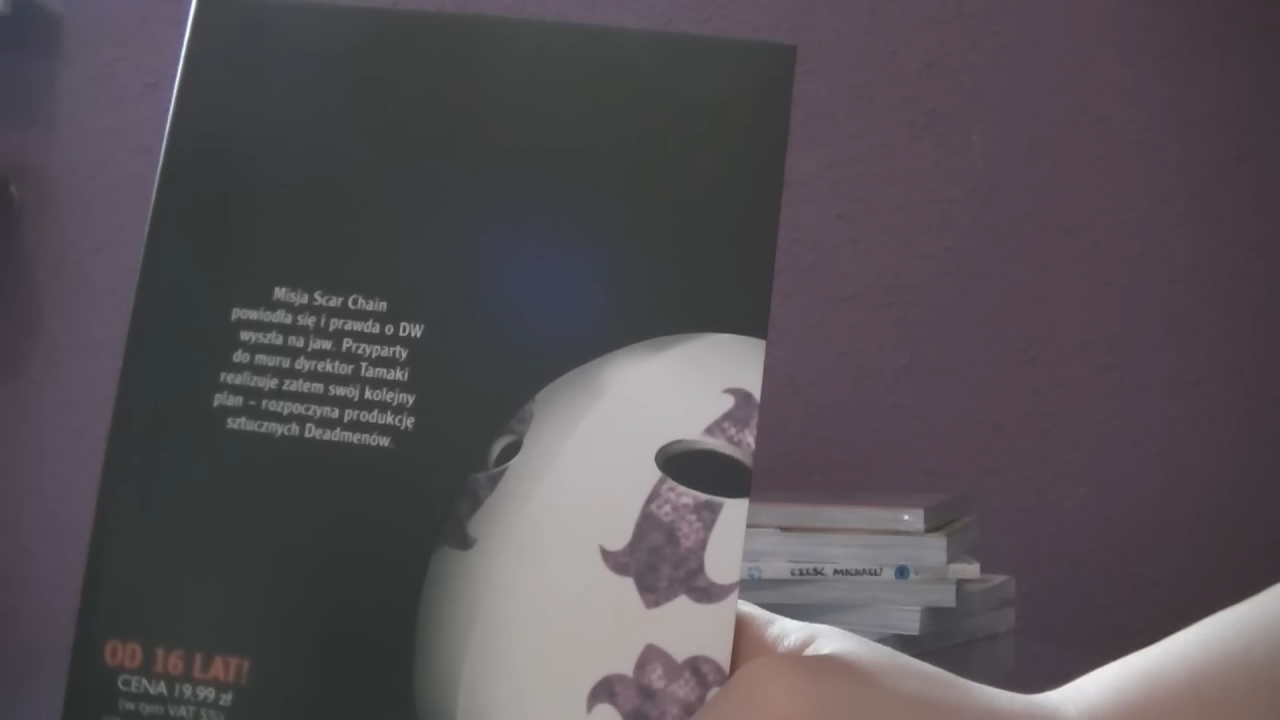 Misja Scar Chain
powiodła się i prawda o DW
wyszła na jaw. Przyparty
do muru dyrektor Tamaki
realizuje zatem swój kolejny
plan – rozpoczyna produkcję
sztucznych Deadmenów.
OD 16 LAT!
CENA 19,99 zł
(w tym VAT 5%)
CZEŚĆ, MICHAEL!